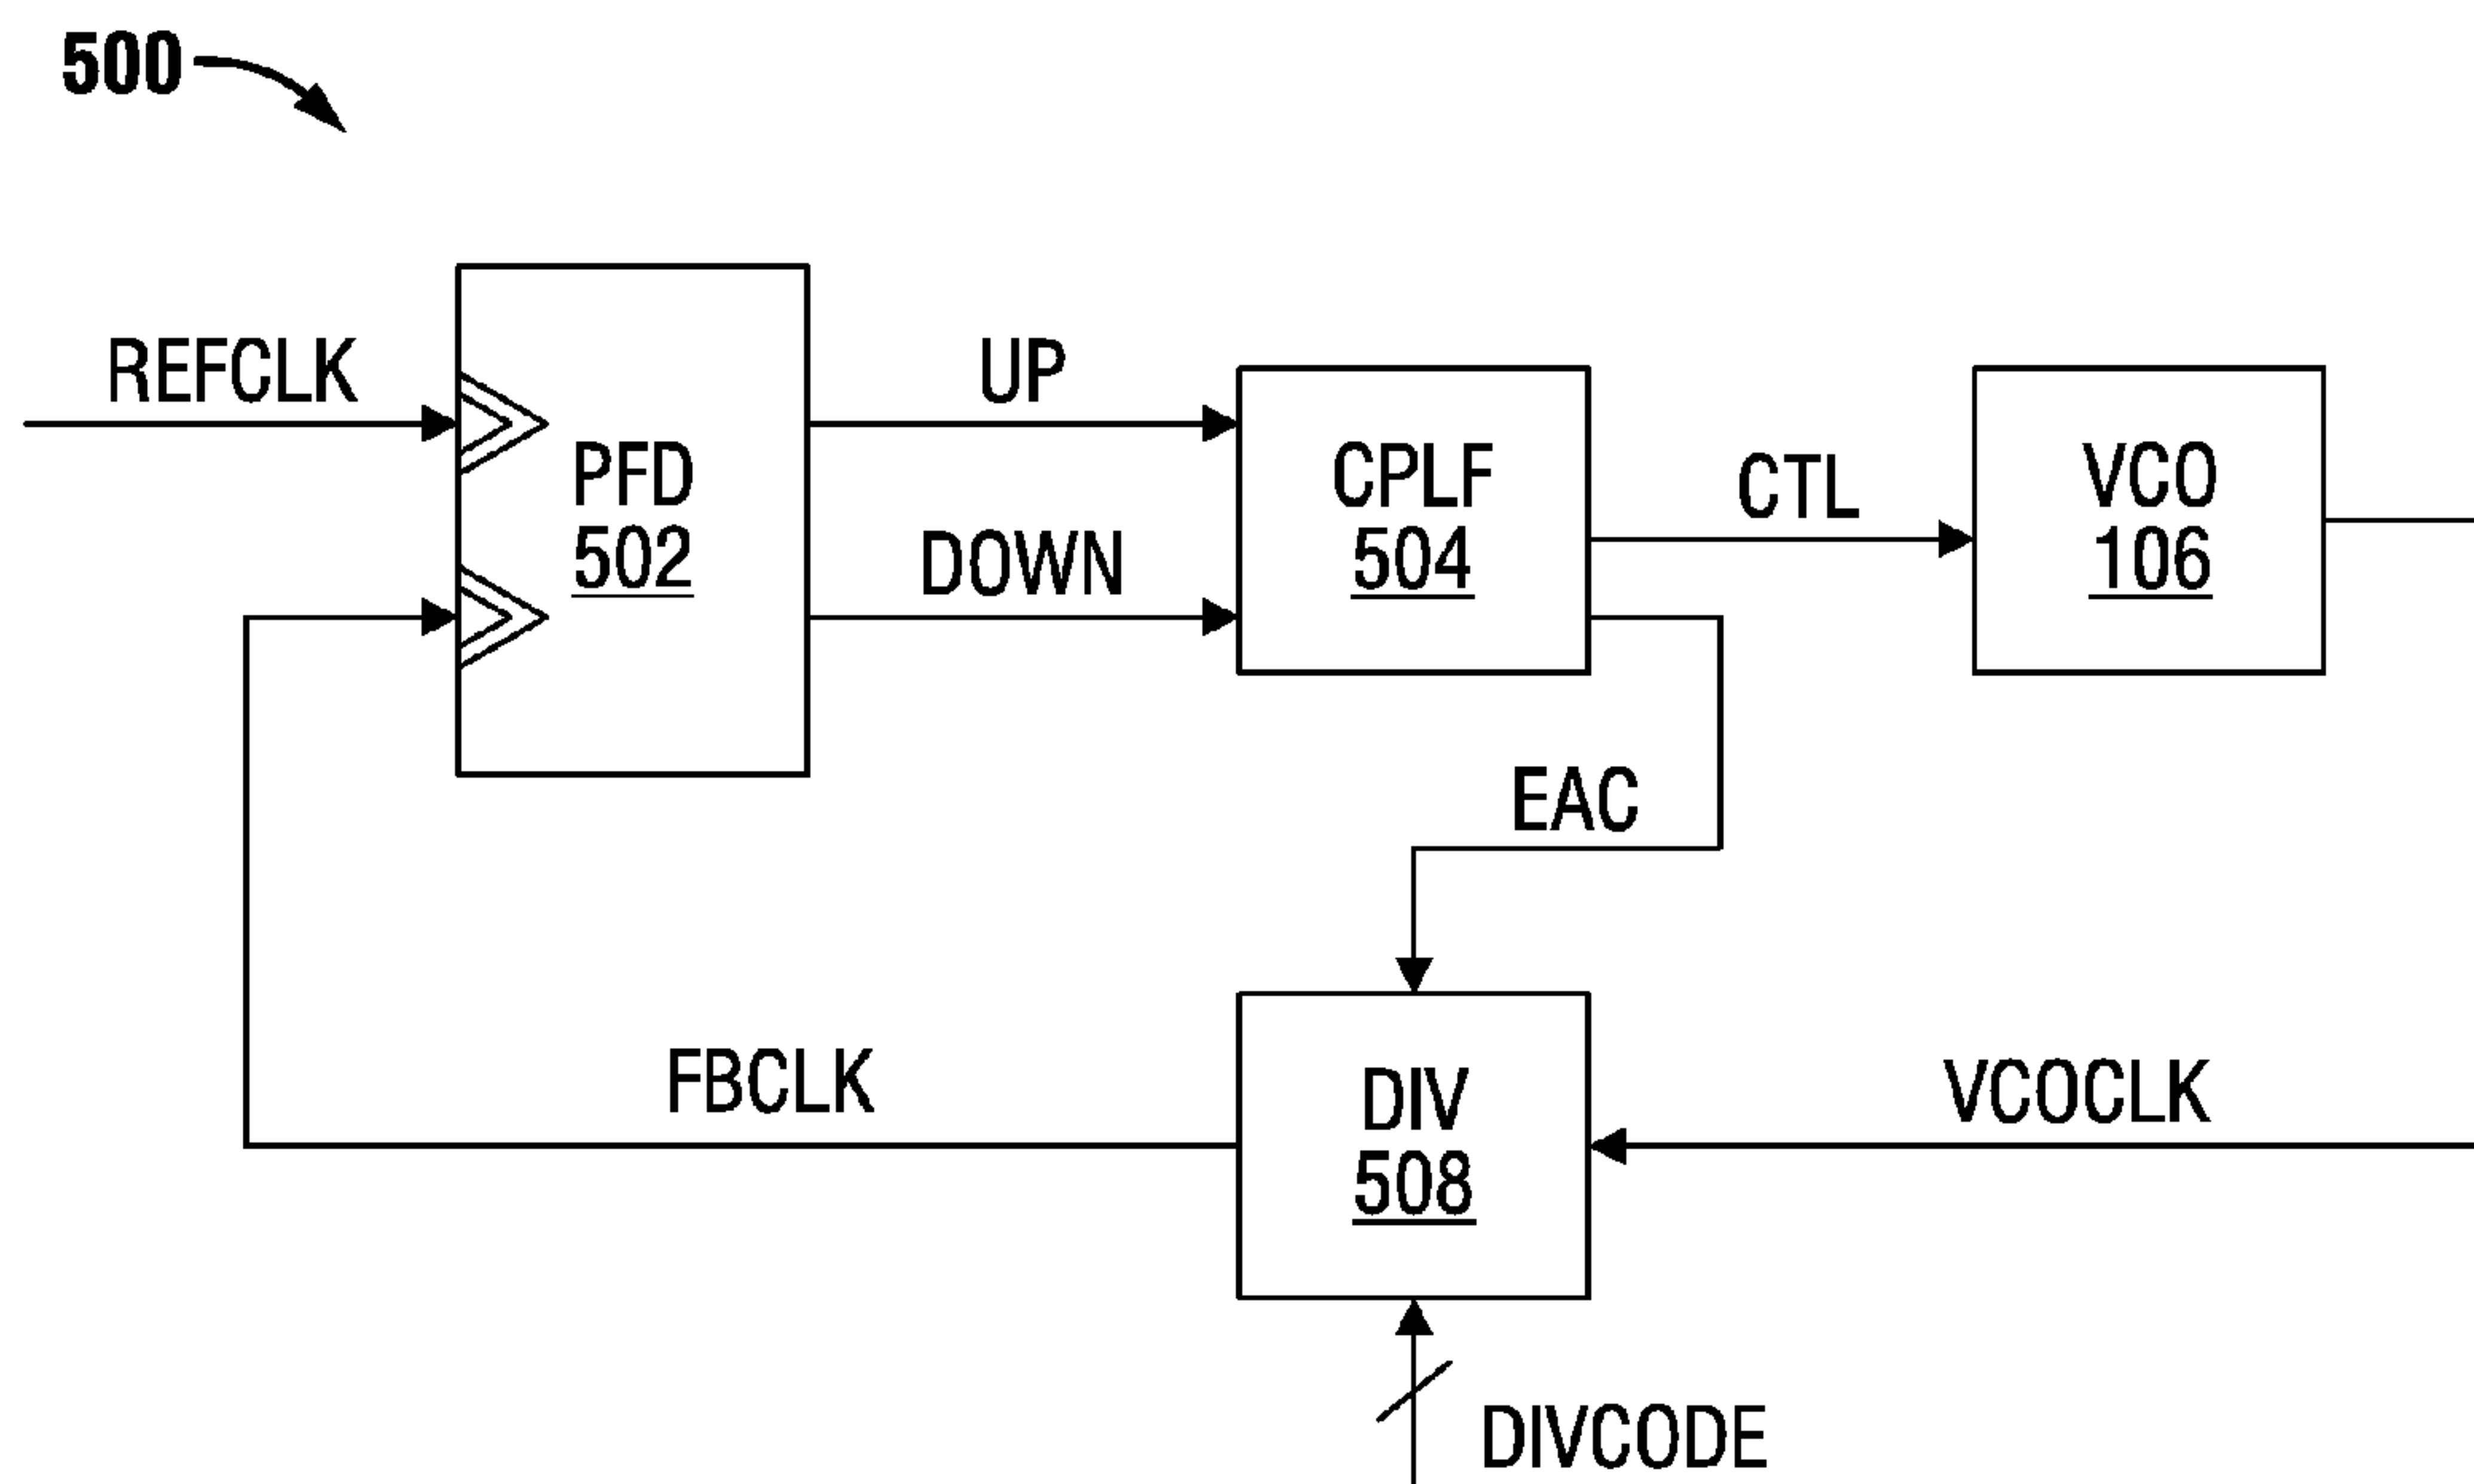 500
REFCLK
UP
PFD
502
CPLF
504
DOWN
CTL
VCO
106
EAC
FBCLK
DIV
508
VCOCLK
DIVCODE